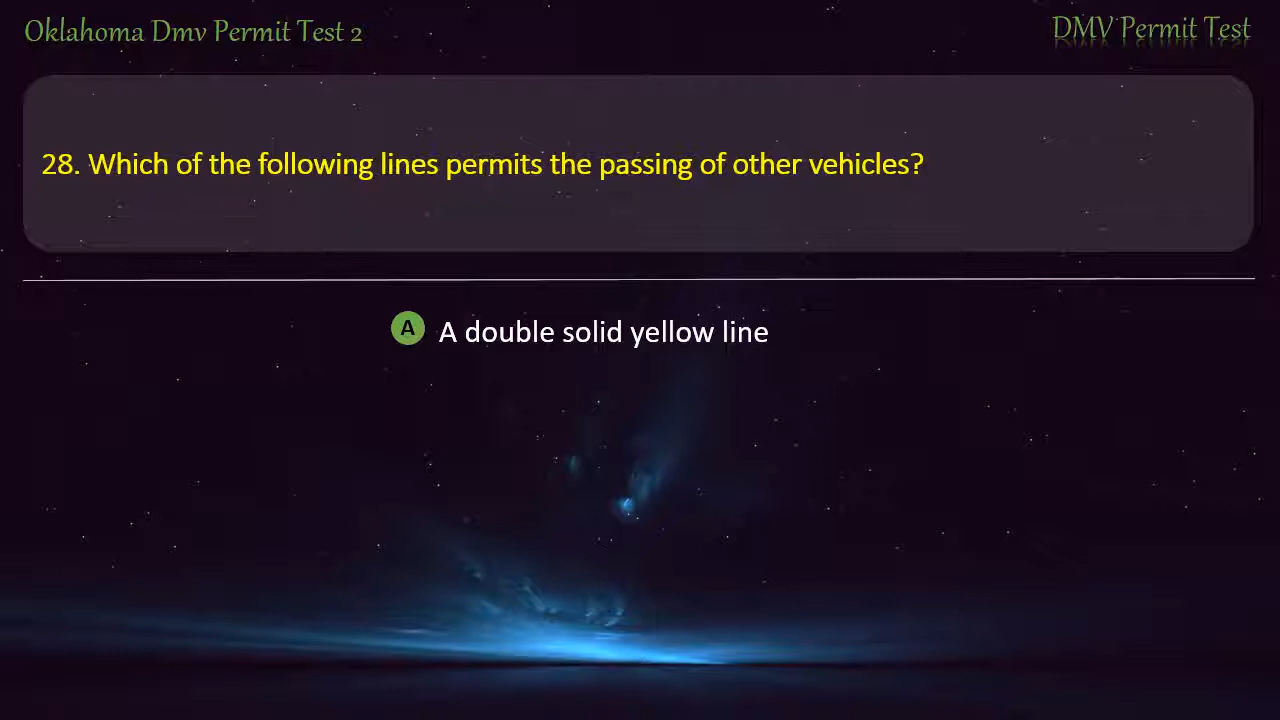 Oklahoma Dmv Permit Test 2
DMV Permit Test
28. Which of the following lines permits the passing of other vehicles?
A A double solid yellow line